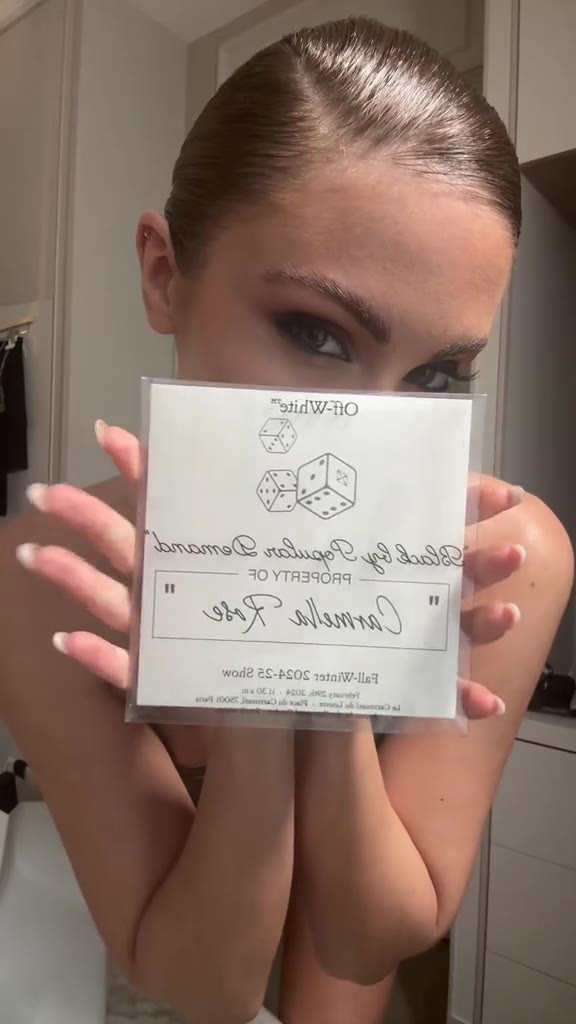 Off-White™
"Black by Popular Demand"
PROPERTY OF
" Carmella Rose "
Fall-Winter 2024-25 Show
February 29th, 2024 - 11.30 a.m
Le Carrousel du Louvre - Place du Carrousel, 75001 Paris